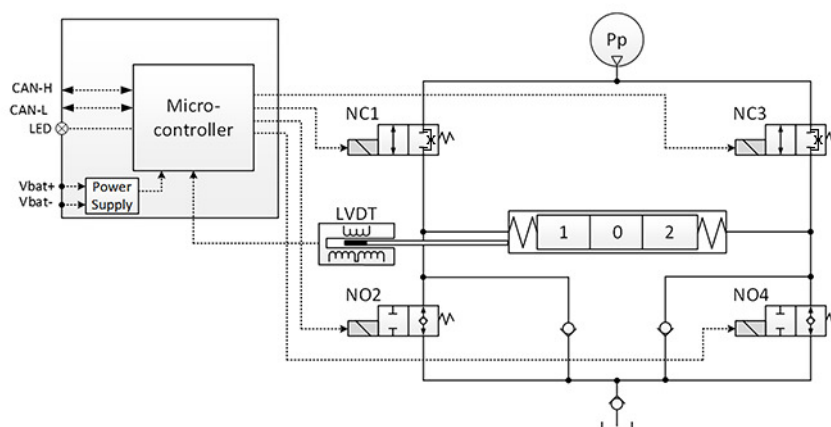 Pp
CAN-H
CAN-L
LED
Micro-
controller
NC1
NC3
Vbat+
Vbat-
Power
Supply
LVDT
1 0 2
NO2
NO4